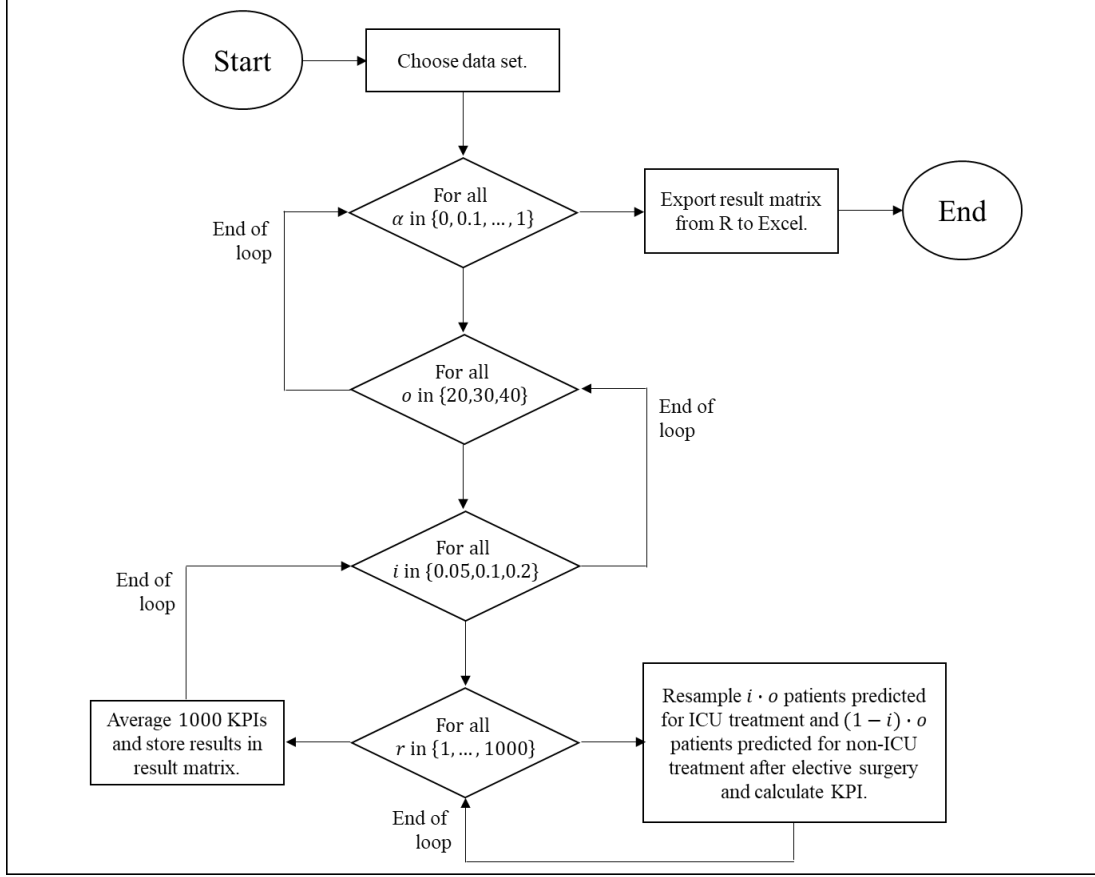 Start
Choose data set.
For all
α in {0, 0.1, … , 1}
Export result matrix
from R to Excel.
End
End of
loop
For all
o in {20,30,40}
End of
loop
For all
i in {0.05,0.1,0.2}
End of
loop
For all
r in {1, … , 1000}
Average 1000 KPIs
and store results in
result matrix.
Resample i · o patients predicted
for ICU treatment and (1 − i) · o
patients predicted for non-ICU
treatment after elective surgery
and calculate KPI.
End of
loop